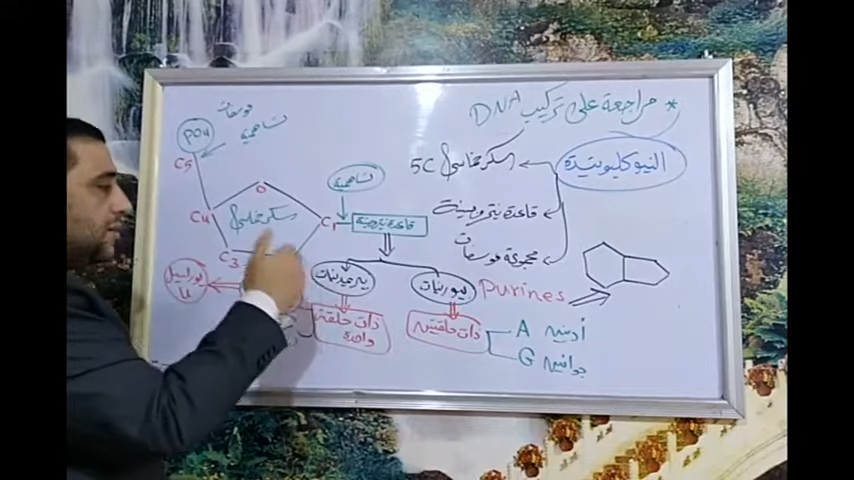 * مراجعة على تركيب DNA
النيوكليوتيدة
سكر خماسي 5C
قاعدة نيتروجينية
مجموعة فوسفات
فوسفات
تساهمية
PO4
C5
O
C4
سكر خماسي
C1
C3
تساهمية
قاعدة نيتروجينية
بيريميدينات
بيورينات
Purines
ذات حلقة
واحدة
ذات حلقتين
A أدنين
G جوانين
يوراسيل
U